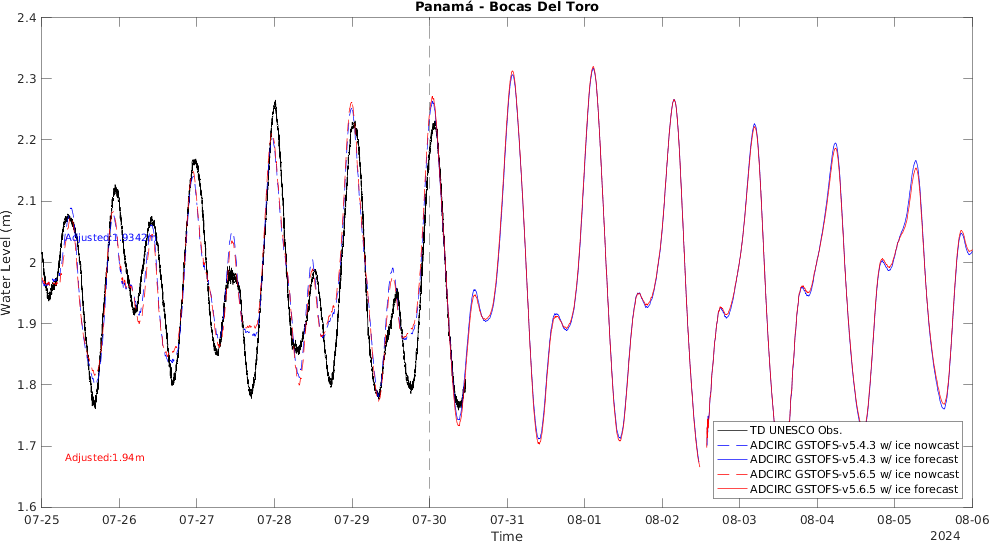 Panamá - Bocas Del Toro
2.4
2.3
2.2
2.1
2
1.9
1.8
1.7
1.6
Water Level (m)
Adjusted:1.9342m
Adjusted:1.94m
TD UNESCO Obs.
ADCIRC GSTOFS-v5.4.3 w/ ice nowcast
ADCIRC GSTOFS-v5.4.3 w/ ice forecast
ADCIRC GSTOFS-v5.6.5 w/ ice nowcast
ADCIRC GSTOFS-v5.6.5 w/ ice forecast
07-25 07-26 07-27 07-28 07-29 07-30 07-31 08-01 08-02 08-03 08-04 08-05 08-06
Time
2024